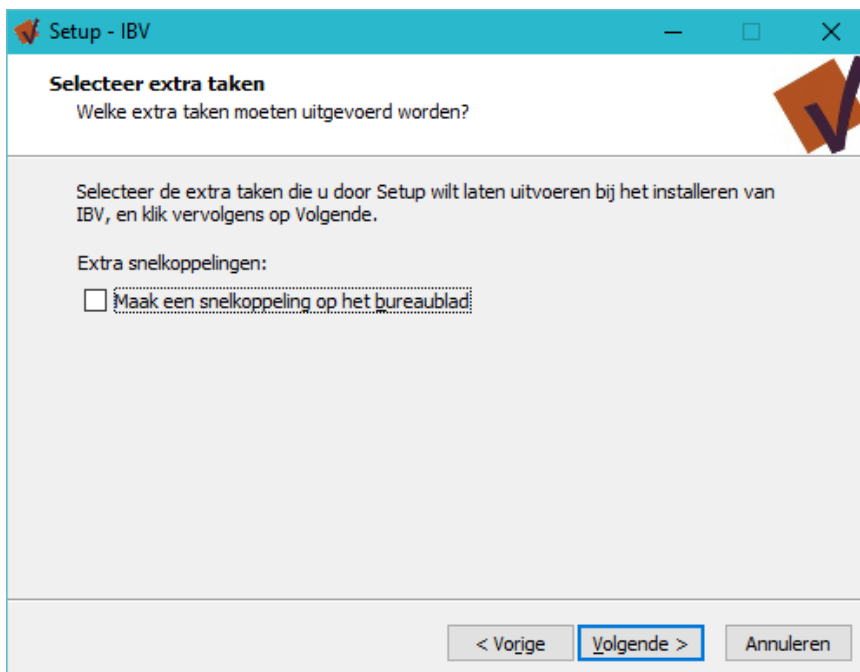 Setup - IBV
Selecteer extra taken
Welke extra taken moeten uitgevoerd worden?
Selecteer de extra taken die u door Setup wilt laten uitvoeren bij het installeren van
IBV, en klik vervolgens op Volgende.
Extra snelkoppelingen:
Maak een snelkoppeling op het bureaublad
< Vorige
Volgende >
Annuleren